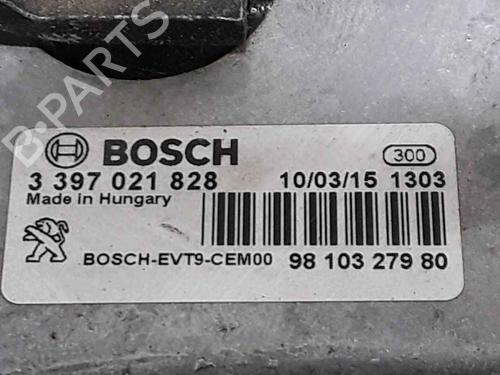 B-PARTS
BOSCH 300
3 397 021 828 10/03/15 1303
Made in Hungary
BOSCH-EVT9-CEM00 98 103 279 80